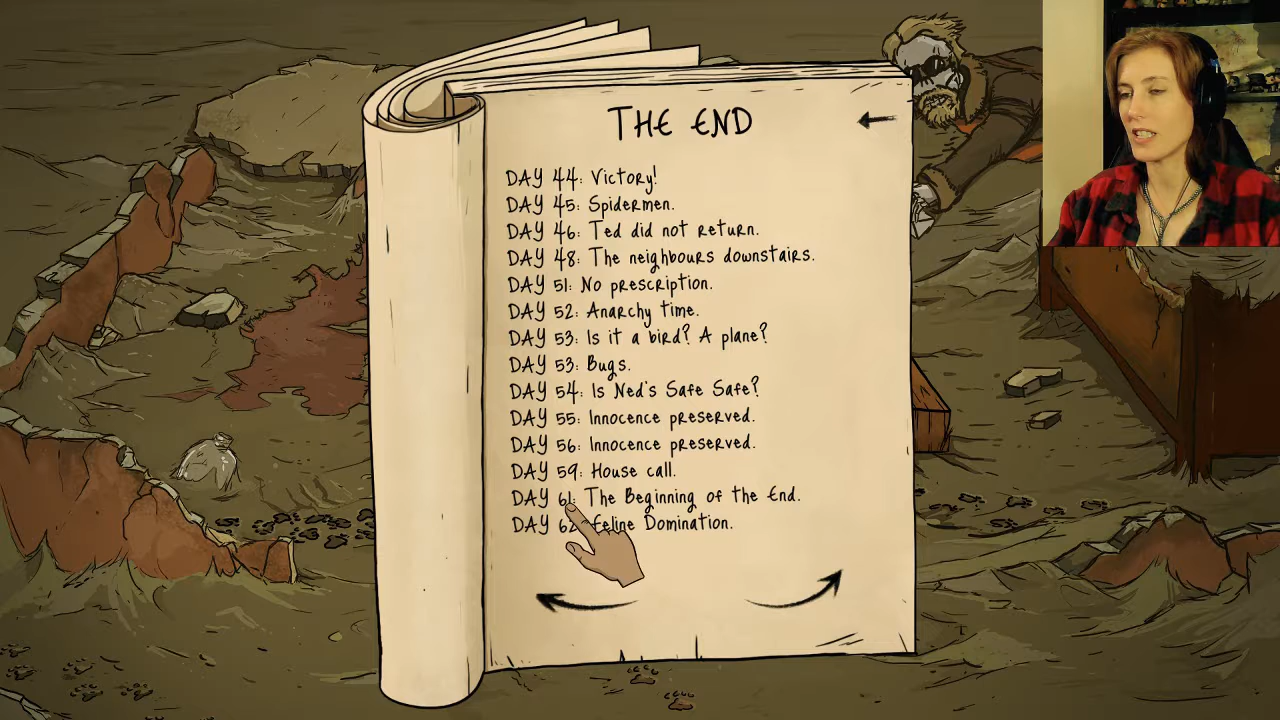 THE END
DAY 44: Victory!
DAY 45: Spidermen.
DAY 46: Ted did not return.
DAY 48: The neighbours downstairs.
DAY 51: No prescription.
DAY 52: Anarchy time.
DAY 53: Is it a bird? A plane?
DAY 53: Bugs.
DAY 54: Is Ned's Safe Safe?
DAY 55: Innocence preserved.
DAY 56: Innocence preserved.
DAY 59: House call.
DAY 61: The Beginning of the End.
DAY 62: Feline Domination.